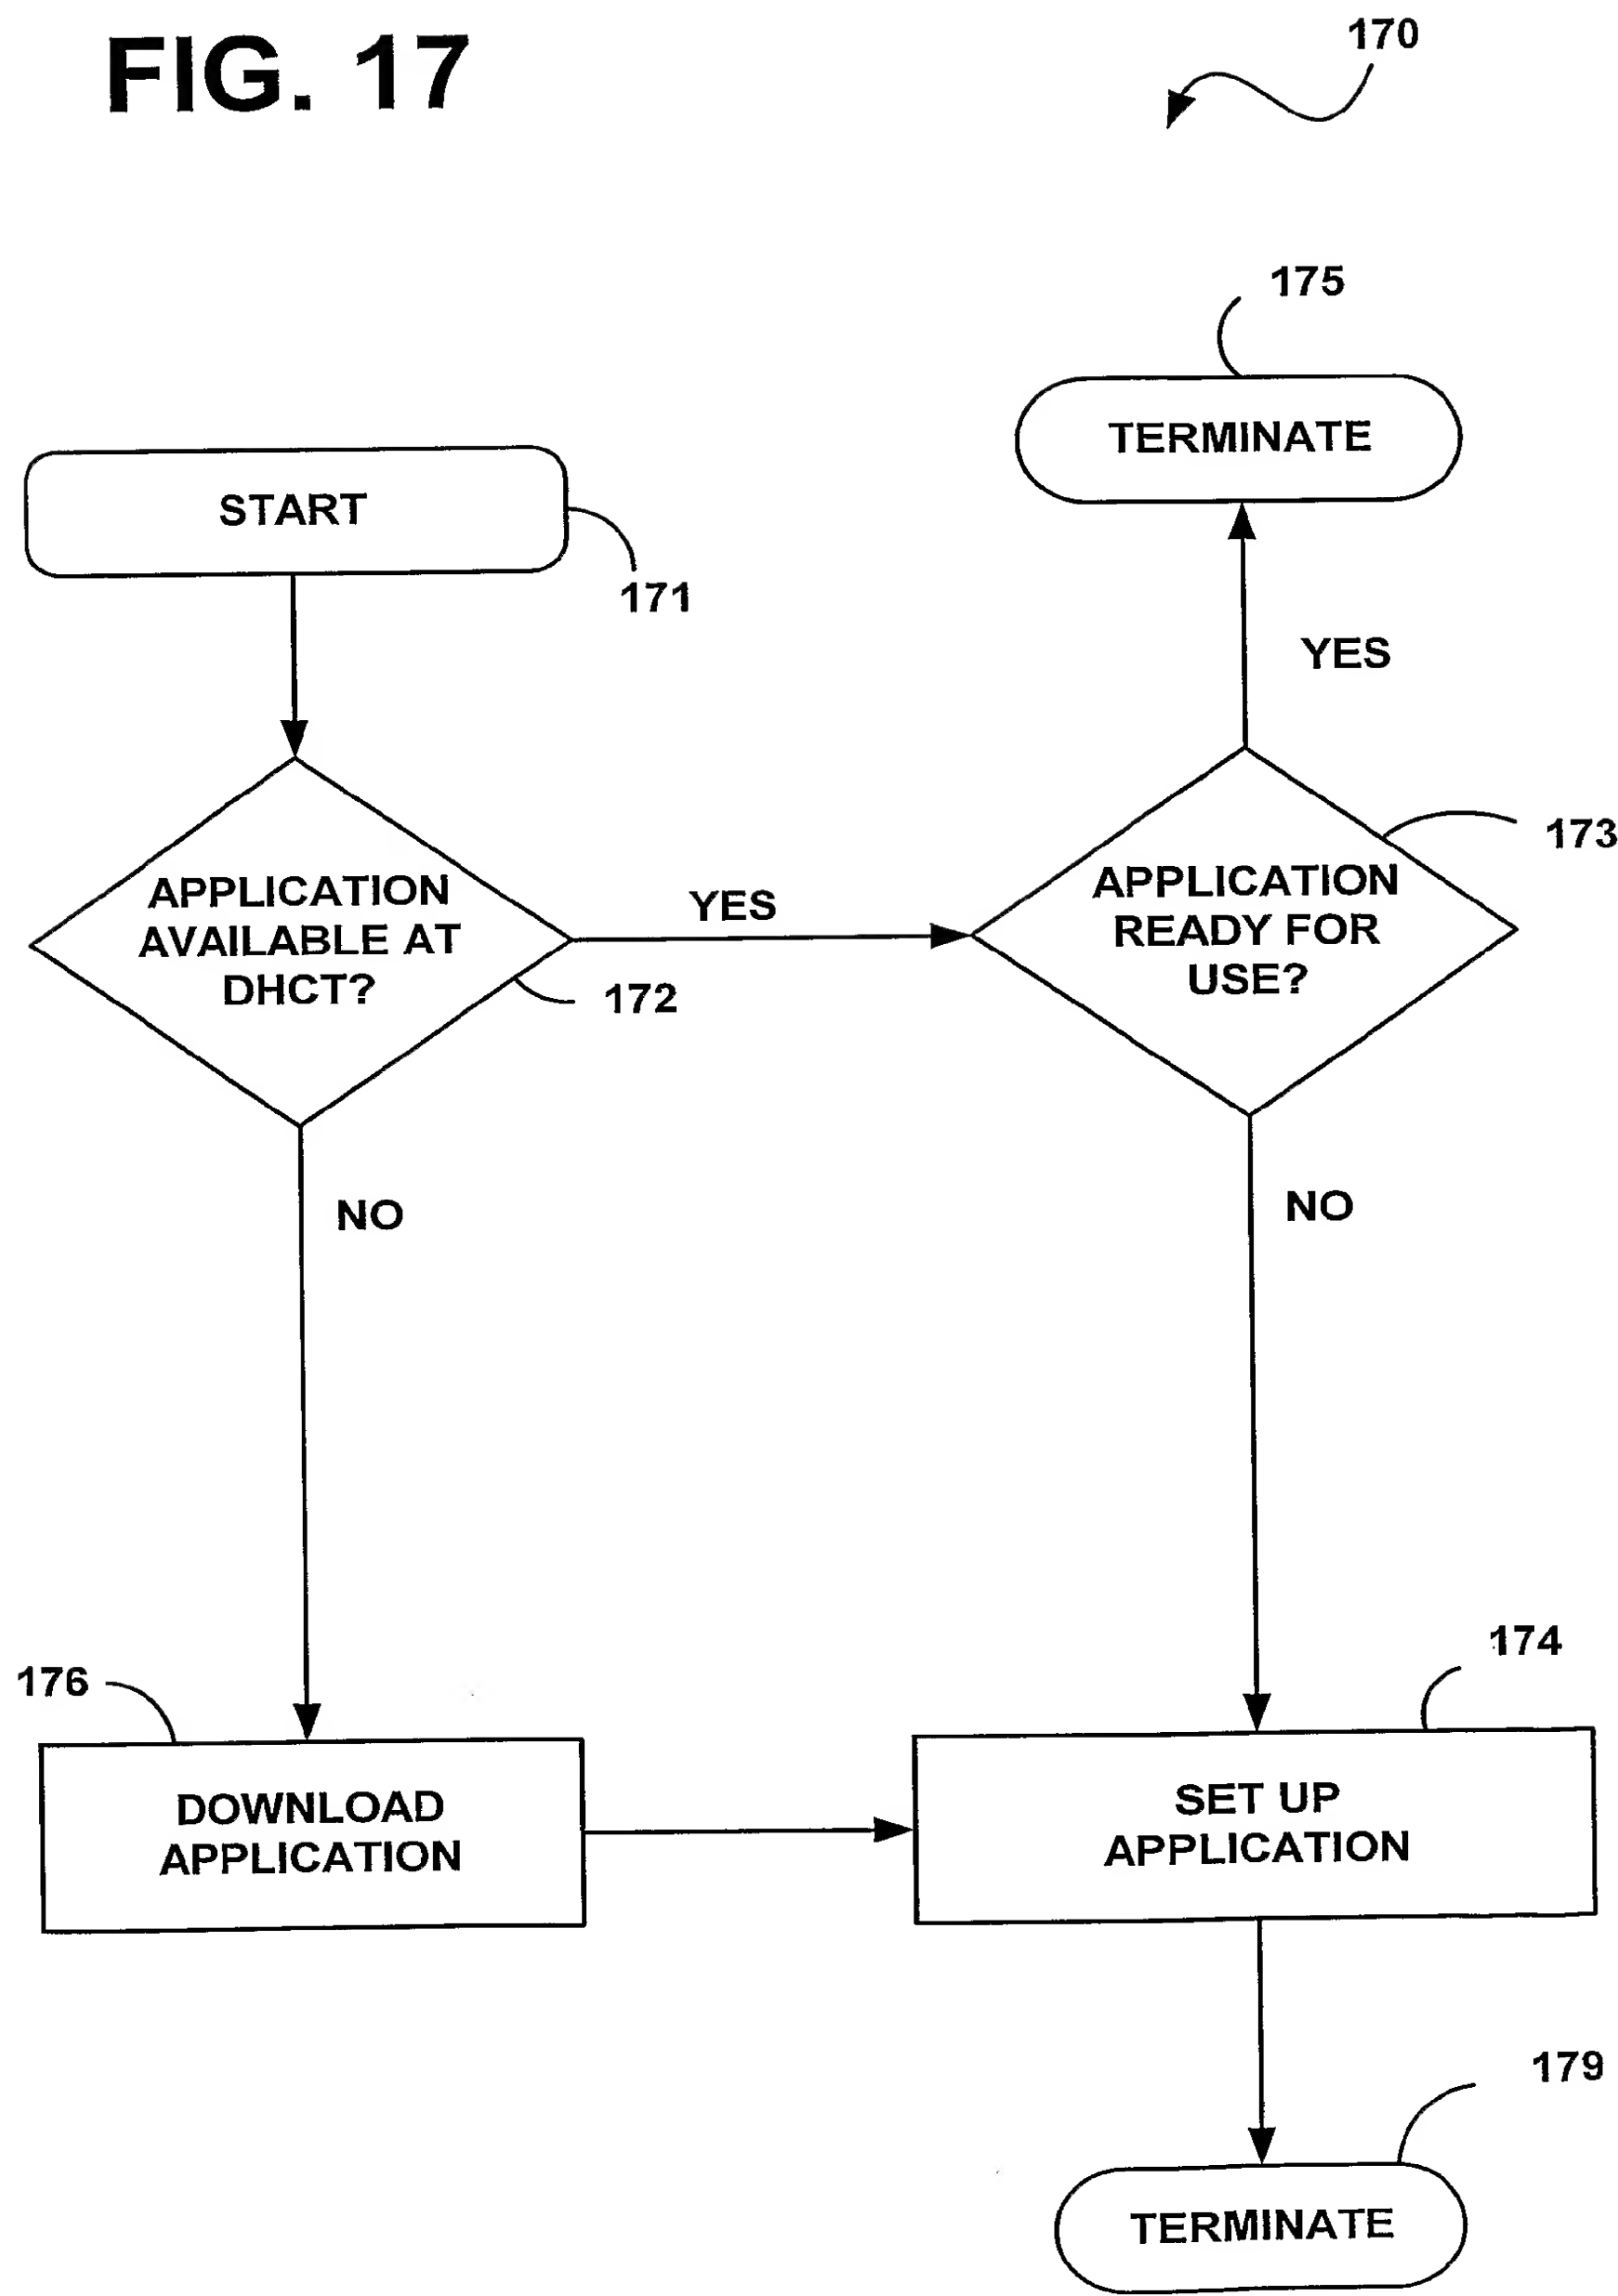 FIG. 17
170
175
TERMINATE
START
171
YES
173
APPLICATION
AVAILABLE AT
DHCT?
YES
APPLICATION
READY FOR
USE?
172
NO
NO
174
176
DOWNLOAD
APPLICATION
SET UP
APPLICATION
179
TERMINATE